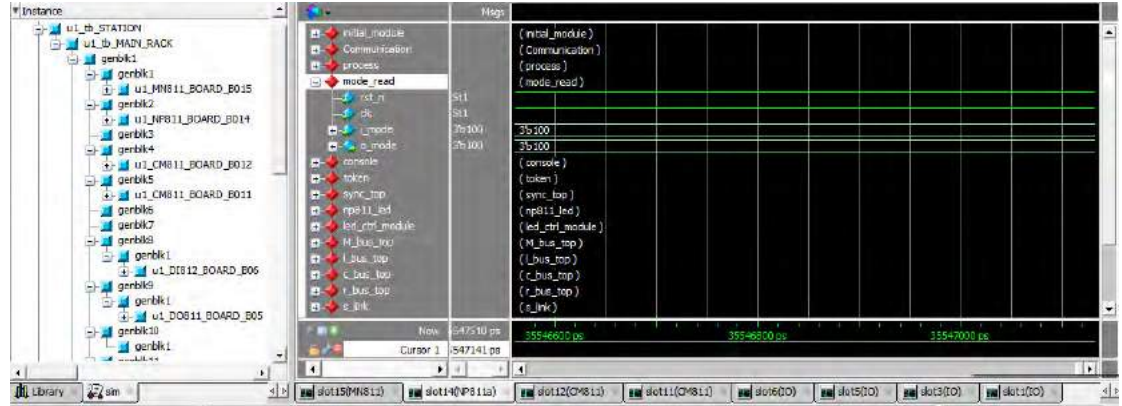 Instance
u1_tb_STATION
u1_tb_MAIN_RACK
genblk1
genblk1
u1_MN811_BOARD_B015
genblk2
u1_NP811_BOARD_B014
genblk3
genblk4
u1_CM811_BOARD_B012
genblk5
u1_CM811_BOARD_B011
genblk6
genblk7
genblk8
genblk1
u1_DI812_BOARD_B06
genblk9
genblk1
u1_DO811_BOARD_B05
genblk10
genblk1
Library
sim
Msgs
initial_module (initial_module)
Communication (Communication)
process (process)
mode_read (mode_read)
rst_n St1
clk St1
i_mode 3'b100 3'b100
o_mode 3'b100 3'b100
console (console)
token (token)
sync_top (sync_top)
np811_led (np811_led)
led_ctrl_module (led_ctrl_module)
M_bus_top (M_bus_top)
l_bus_top (l_bus_top)
c_bus_top (c_bus_top)
r_bus_top (r_bus_top)
s_link (s_link)
Now 35546600 ps 35546800 ps 35547000 ps
Cursor 1
slot15(MN811) slot14(NP811a) slot12(CM811) slot11(CM811) slot6(IO) slot5(IO) slot3(IO) slot1(IO)